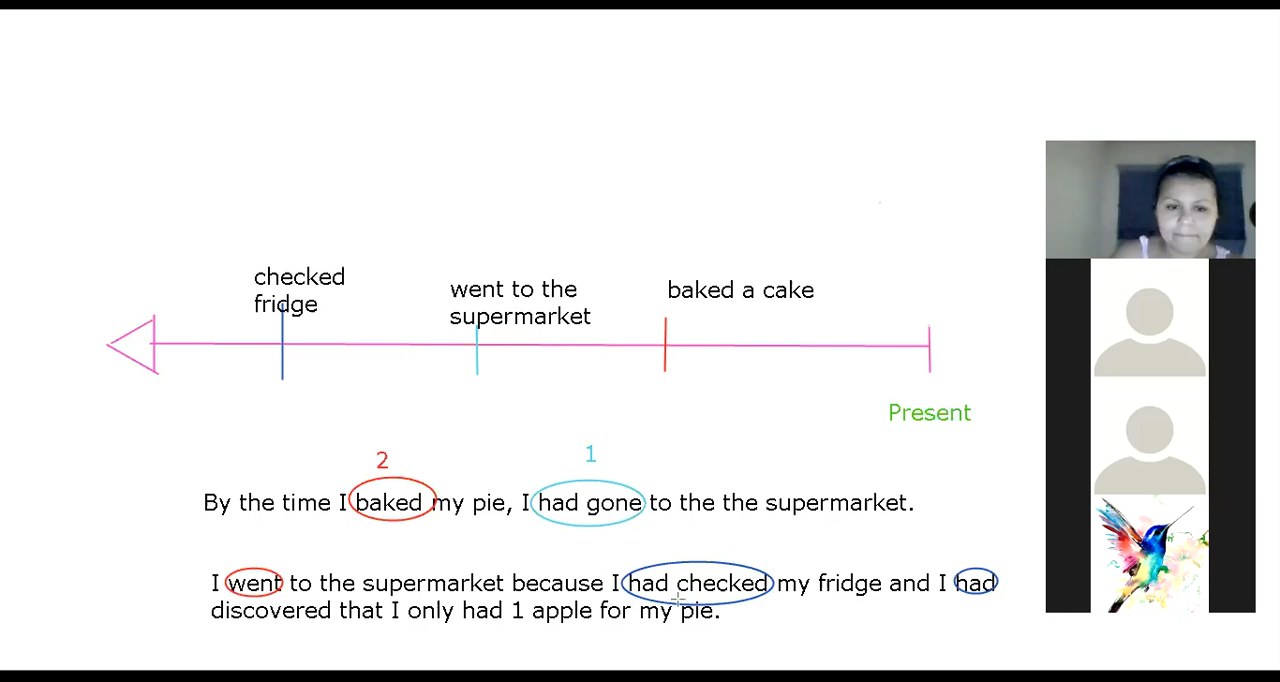 checked
fridge
went to the
supermarket
baked a cake
Present
2
1
By the time I baked my pie, I had gone to the the supermarket.
I went to the supermarket because I had checked my fridge and I had
discovered that I only had 1 apple for my pie.